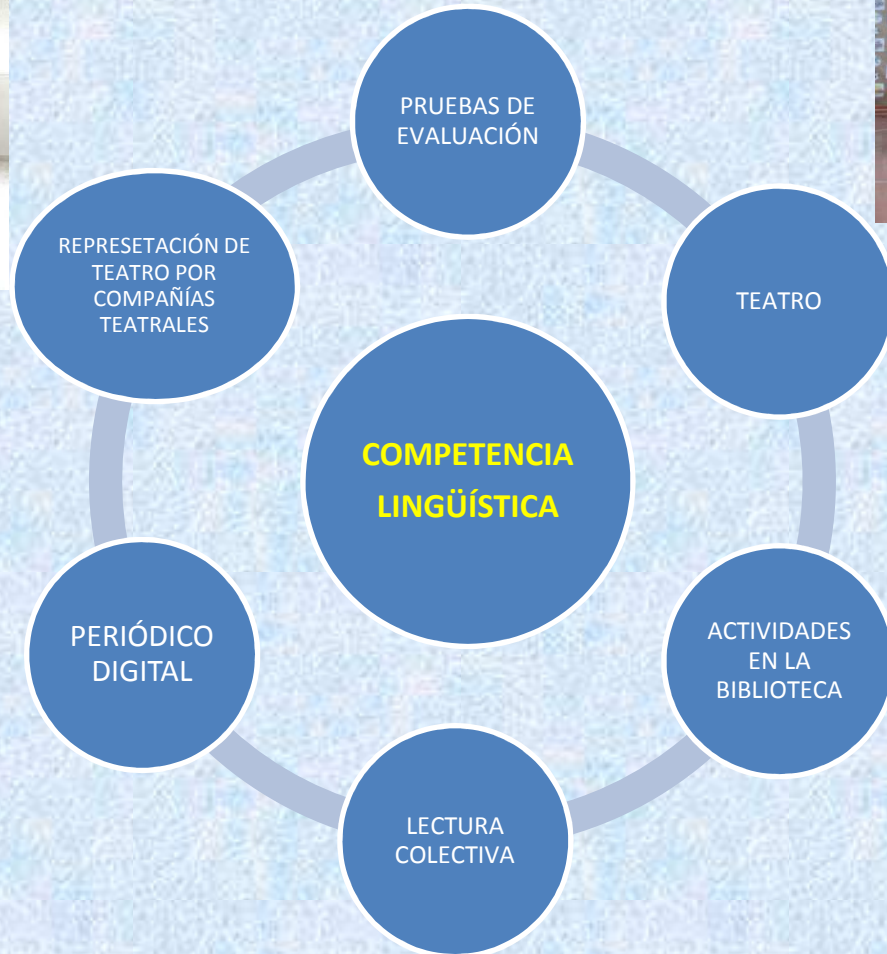 PRUEBAS DE
EVALUACIÓN
TEATRO
ACTIVIDADES
EN LA
BIBLIOTECA
LECTURA
COLECTIVA
PERIÓDICO
DIGITAL
REPRESETACIÓN DE
TEATRO POR
COMPAÑÍAS
TEATRALES
COMPETENCIA
LINGÜÍSTICA